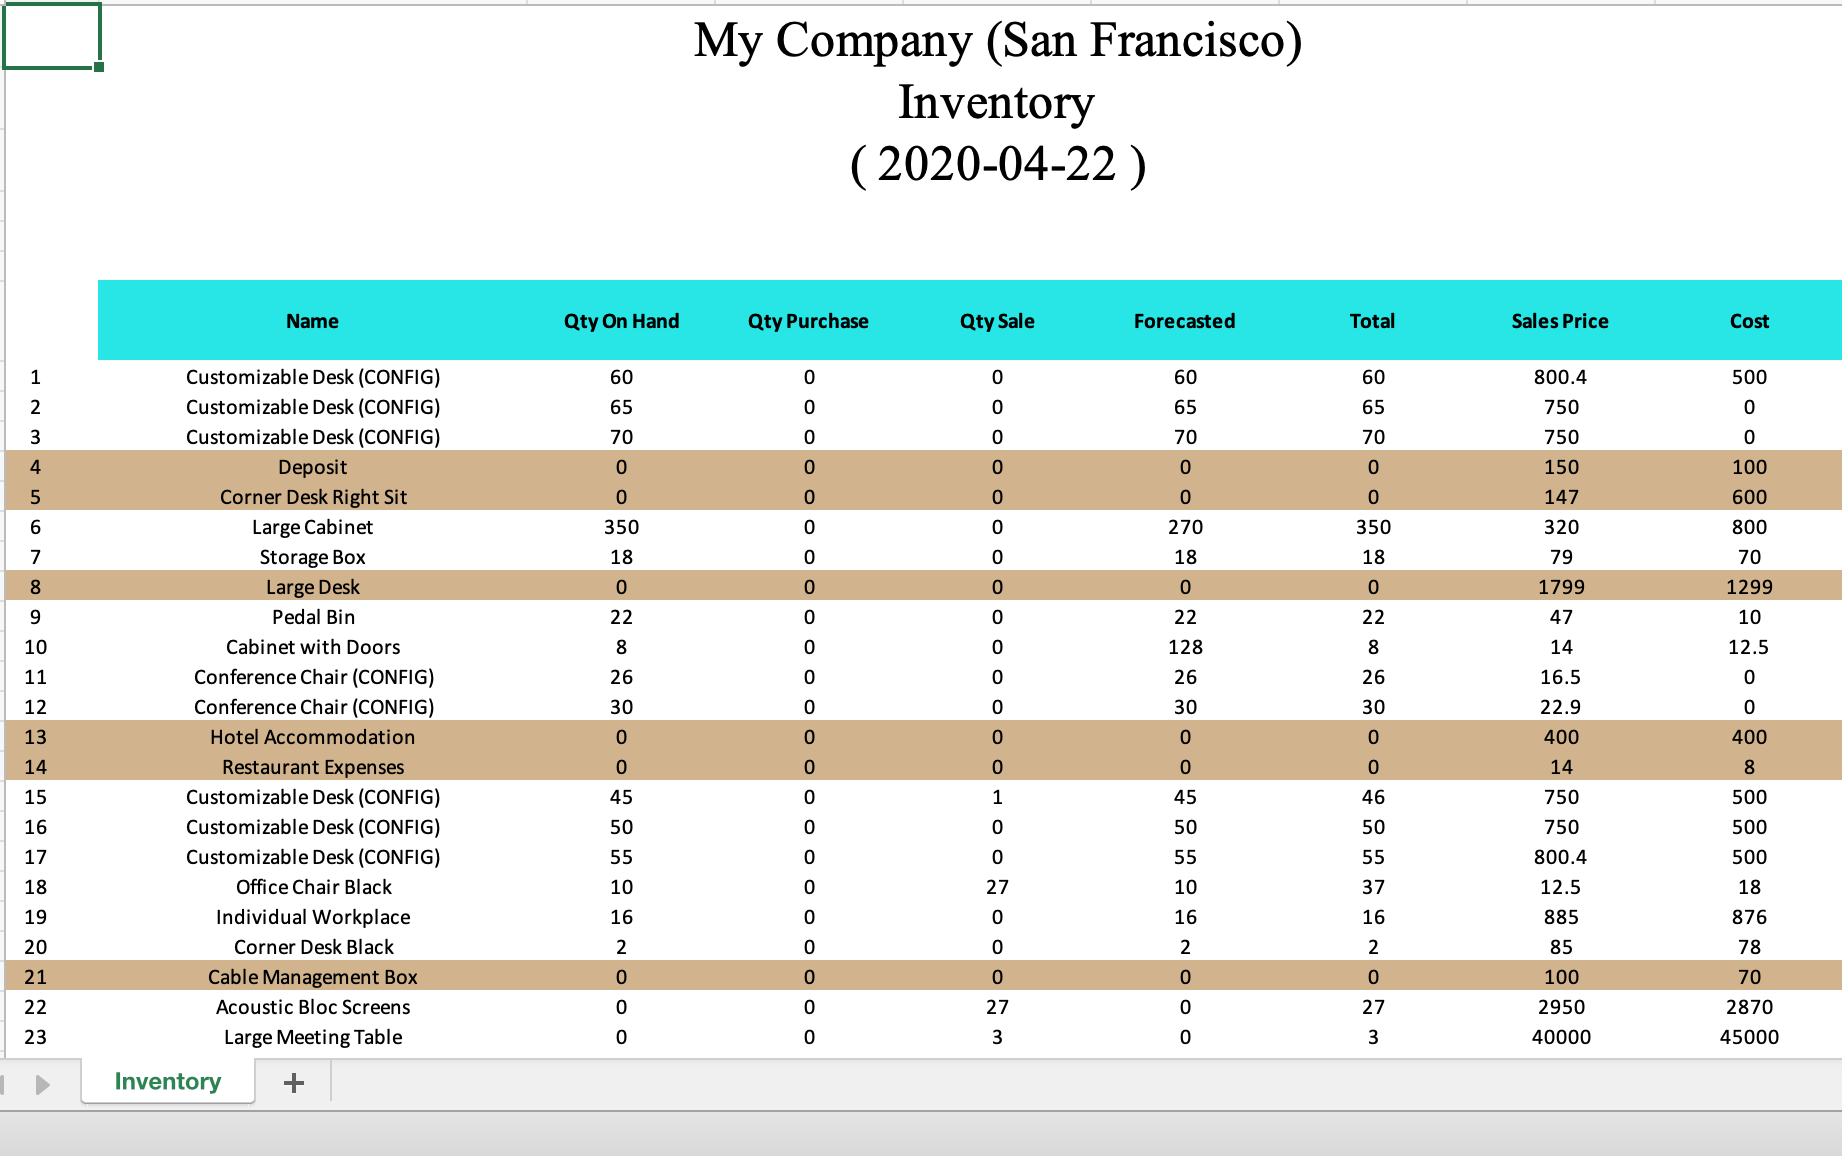 My Company (San Francisco)
Inventory
( 2020-04-22 )
Name Qty On Hand Qty Purchase Qty Sale Forecasted Total Sales Price Cost
1 Customizable Desk (CONFIG) 60 0 0 60 60 800.4 500
2 Customizable Desk (CONFIG) 65 0 0 65 65 750 0
3 Customizable Desk (CONFIG) 70 0 0 70 70 750 0
4 Deposit 0 0 0 0 0 150 100
5 Corner Desk Right Sit 0 0 0 0 0 147 600
6 Large Cabinet 350 0 0 270 350 320 800
7 Storage Box 18 0 0 18 18 79 70
8 Large Desk 0 0 0 0 0 1799 1299
9 Pedal Bin 22 0 0 22 22 47 10
10 Cabinet with Doors 8 0 0 128 8 14 12.5
11 Conference Chair (CONFIG) 26 0 0 26 26 16.5 0
12 Conference Chair (CONFIG) 30 0 0 30 30 22.9 0
13 Hotel Accommodation 0 0 0 0 0 400 400
14 Restaurant Expenses 0 0 0 0 0 14 8
15 Customizable Desk (CONFIG) 45 0 1 45 46 750 500
16 Customizable Desk (CONFIG) 50 0 0 50 50 750 500
17 Customizable Desk (CONFIG) 55 0 0 55 55 800.4 500
18 Office Chair Black 10 0 27 10 37 12.5 18
19 Individual Workplace 16 0 0 16 16 885 876
20 Corner Desk Black 2 0 0 2 2 85 78
21 Cable Management Box 0 0 0 0 0 100 70
22 Acoustic Bloc Screens 0 0 27 0 27 2950 2870
23 Large Meeting Table 0 0 3 0 3 40000 45000
Inventory